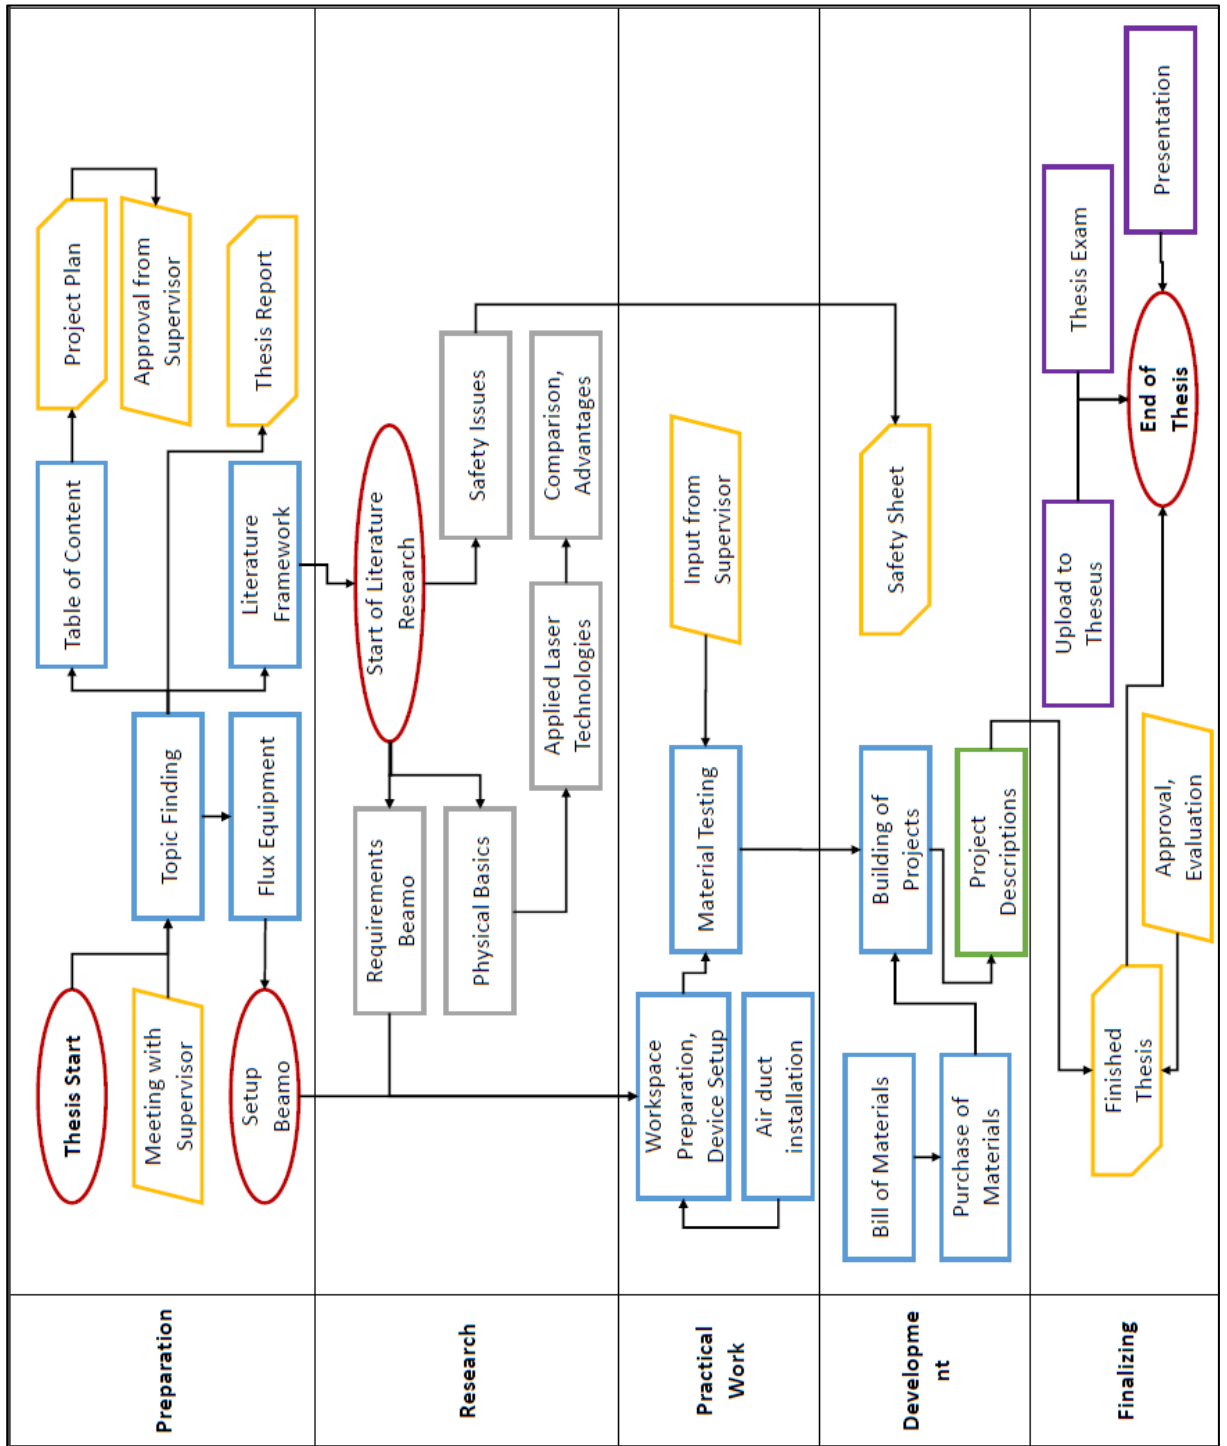 Preparation
Thesis Start
Meeting with
Supervisor
Setup
Beamo
Topic Finding
Flux Equipment
Table of Content
Literature
Framework
Project Plan
Approval from
Supervisor
Thesis Report
Research
Requirements
Beamo
Physical Basics
Start of Literature
Research
Applied Laser
Technologies
Safety Issues
Comparison,
Advantages
Practical
Work
Workspace
Preparation,
Device Setup
Air duct
installation
Material Testing
Input from
Supervisor
Developme
nt
Bill of Materials
Purchase of
Materials
Building of
Projects
Project
Descriptions
Safety Sheet
Finalizing
Finished
Thesis
Approval,
Evaluation
Upload to
Theseus
Thesis Exam
End of
Thesis
Presentation